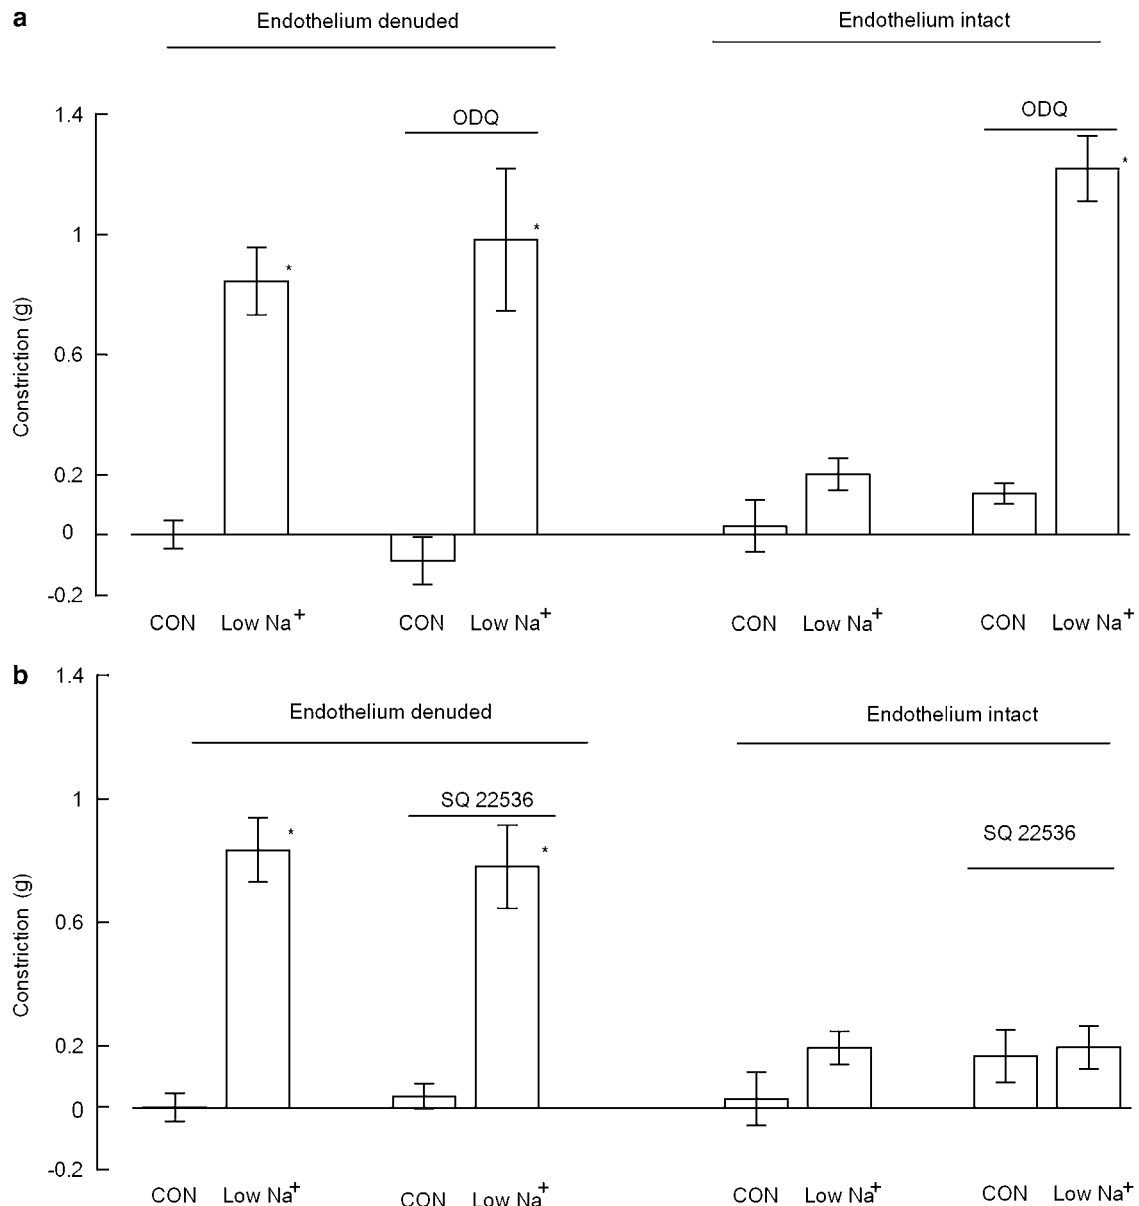 a
Endothelium denuded
Endothelium intact
ODQ
ODQ
1.4
1
0.6
0.2
0
-0.2
Constriction (g)
*
*
*
CON Low Na+ CON Low Na+ CON Low Na+ CON Low Na+
b
Endothelium denuded
Endothelium intact
SQ 22536
SQ 22536
1.4
1
0.6
0.2
0
-0.2
Constriction (g)
*
*
CON Low Na+ CON Low Na+ CON Low Na+ CON Low Na+